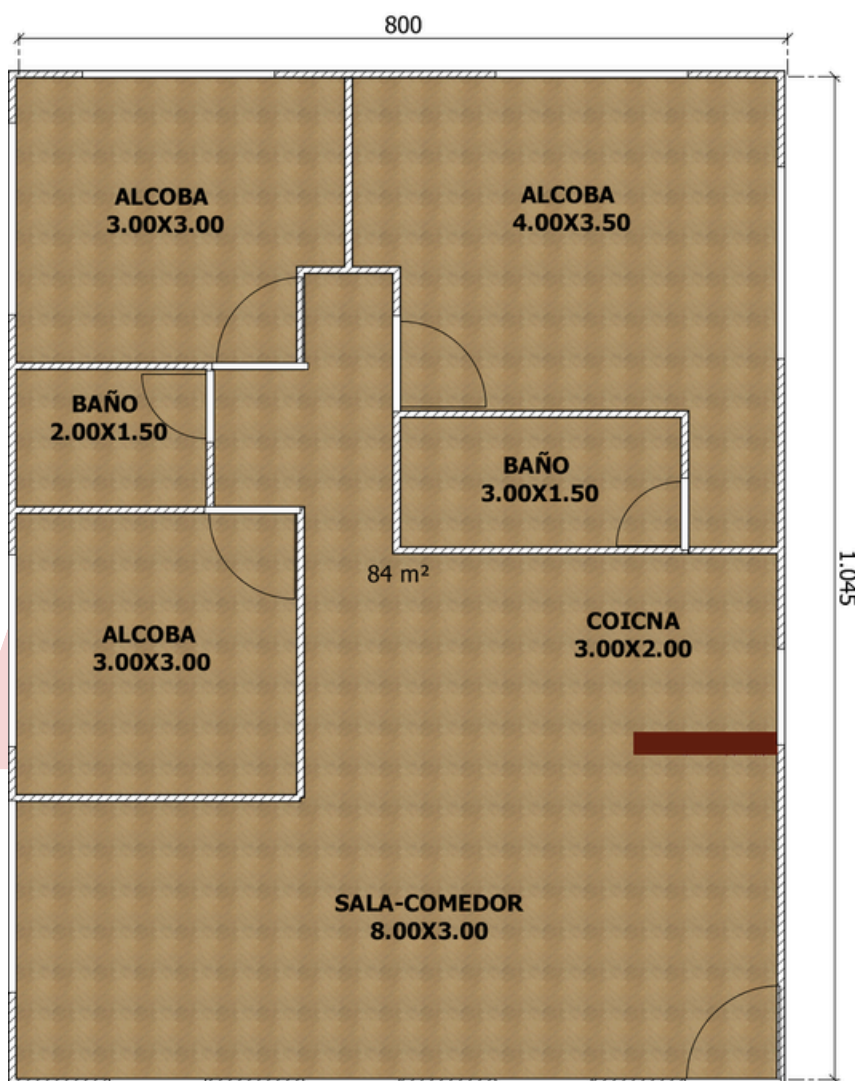 800
ALCOBA
3.00X3.00
ALCOBA
4.00X3.50
BAÑO
2.00X1.50
BAÑO
3.00X1.50
84 m²
1.045
COICNA
3.00X2.00
ALCOBA
3.00X3.00
SALA-COMEDOR
8.00X3.00